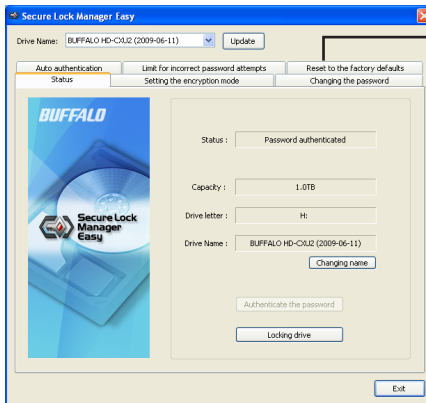 Secure Lock Manager Easy
Drive Name: BUFFALO HD-CXU2 (2009-06-11) Update
Auto authentication Limit for incorrect password attempts Reset to the factory defaults
Status Setting the encryption mode Changing the password
BUFFALO
Secure Lock
Manager
Easy
Status : Password authenticated
Capacity : 1.0TB
Drive letter : H:
Drive Name : BUFFALO HD-CXU2 (2009-06-11)
Changing name
Authenticate the password
Locking drive
Exit